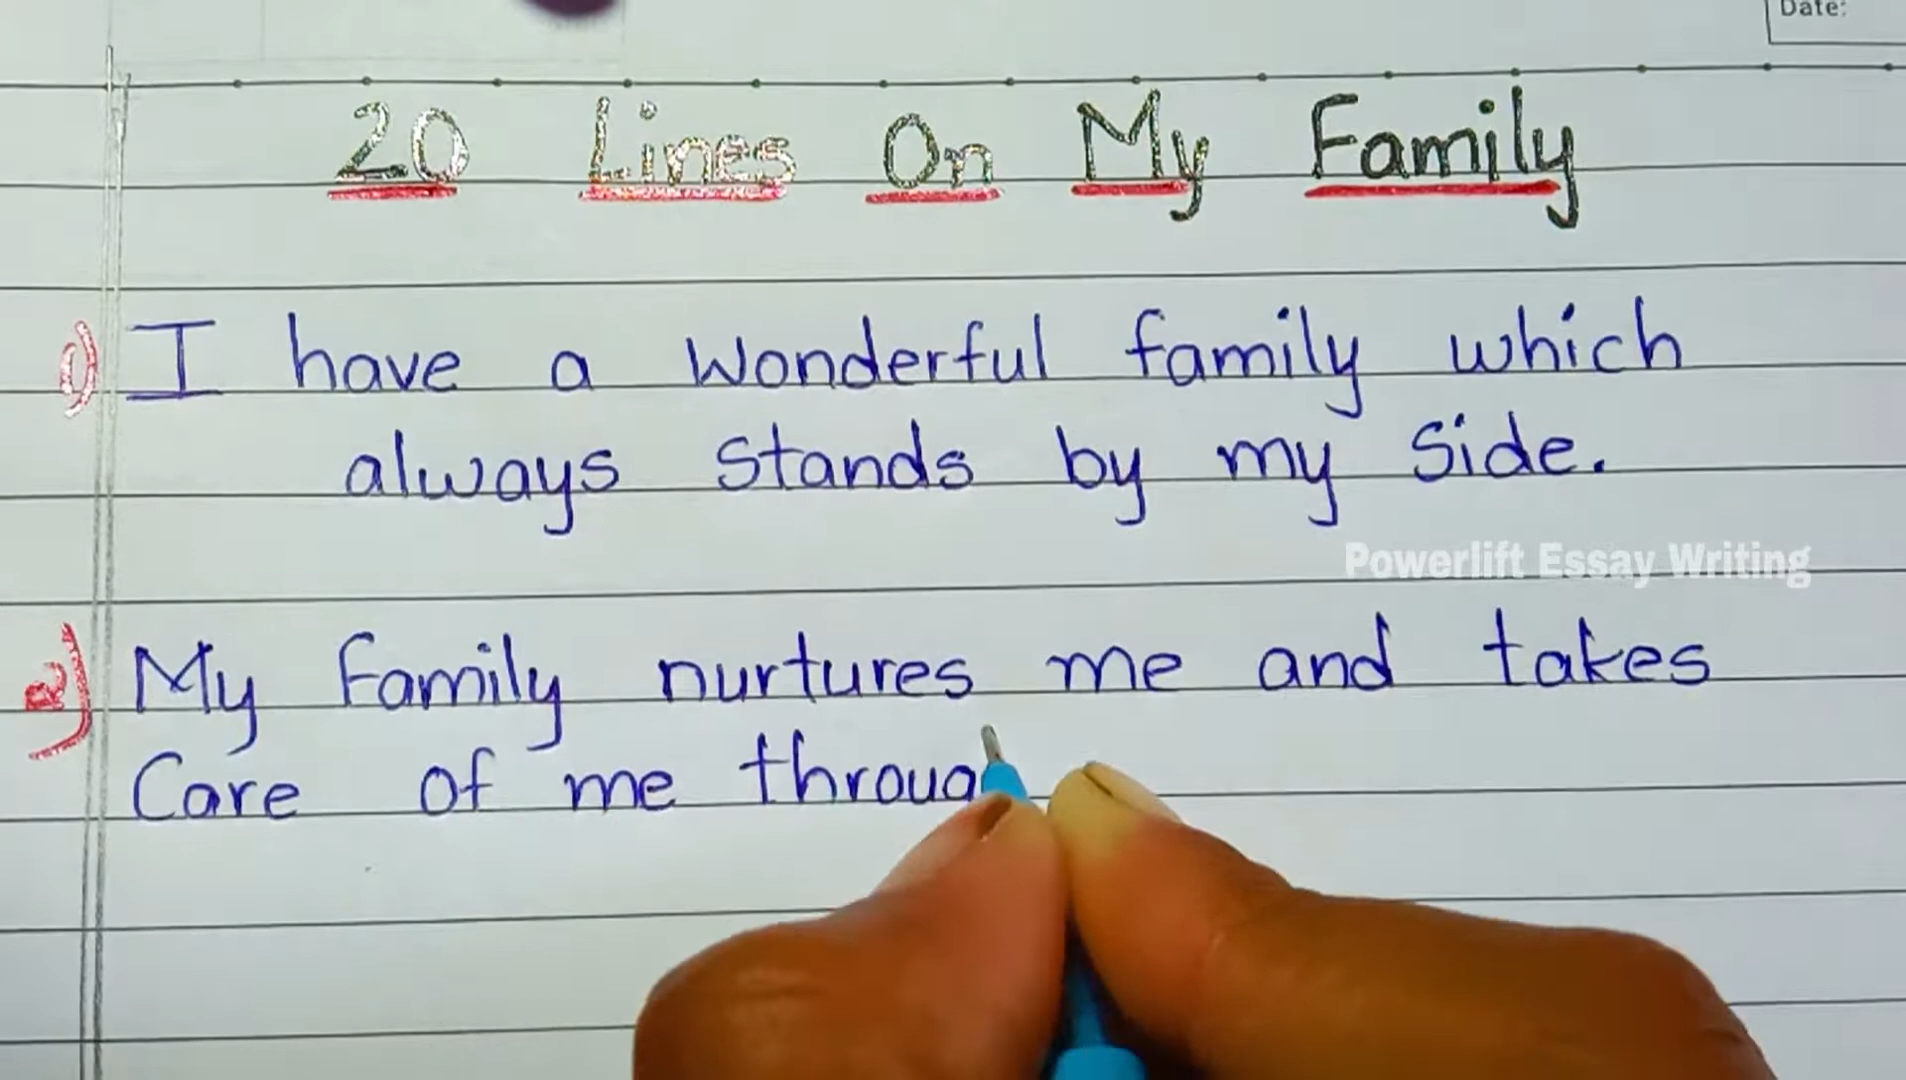 Date:
20 Lines On My Family
1) I have a wonderful family which
always stands by my side.
Powerlift Essay Writing
2) My family nurtures me and takes
Care of me throug